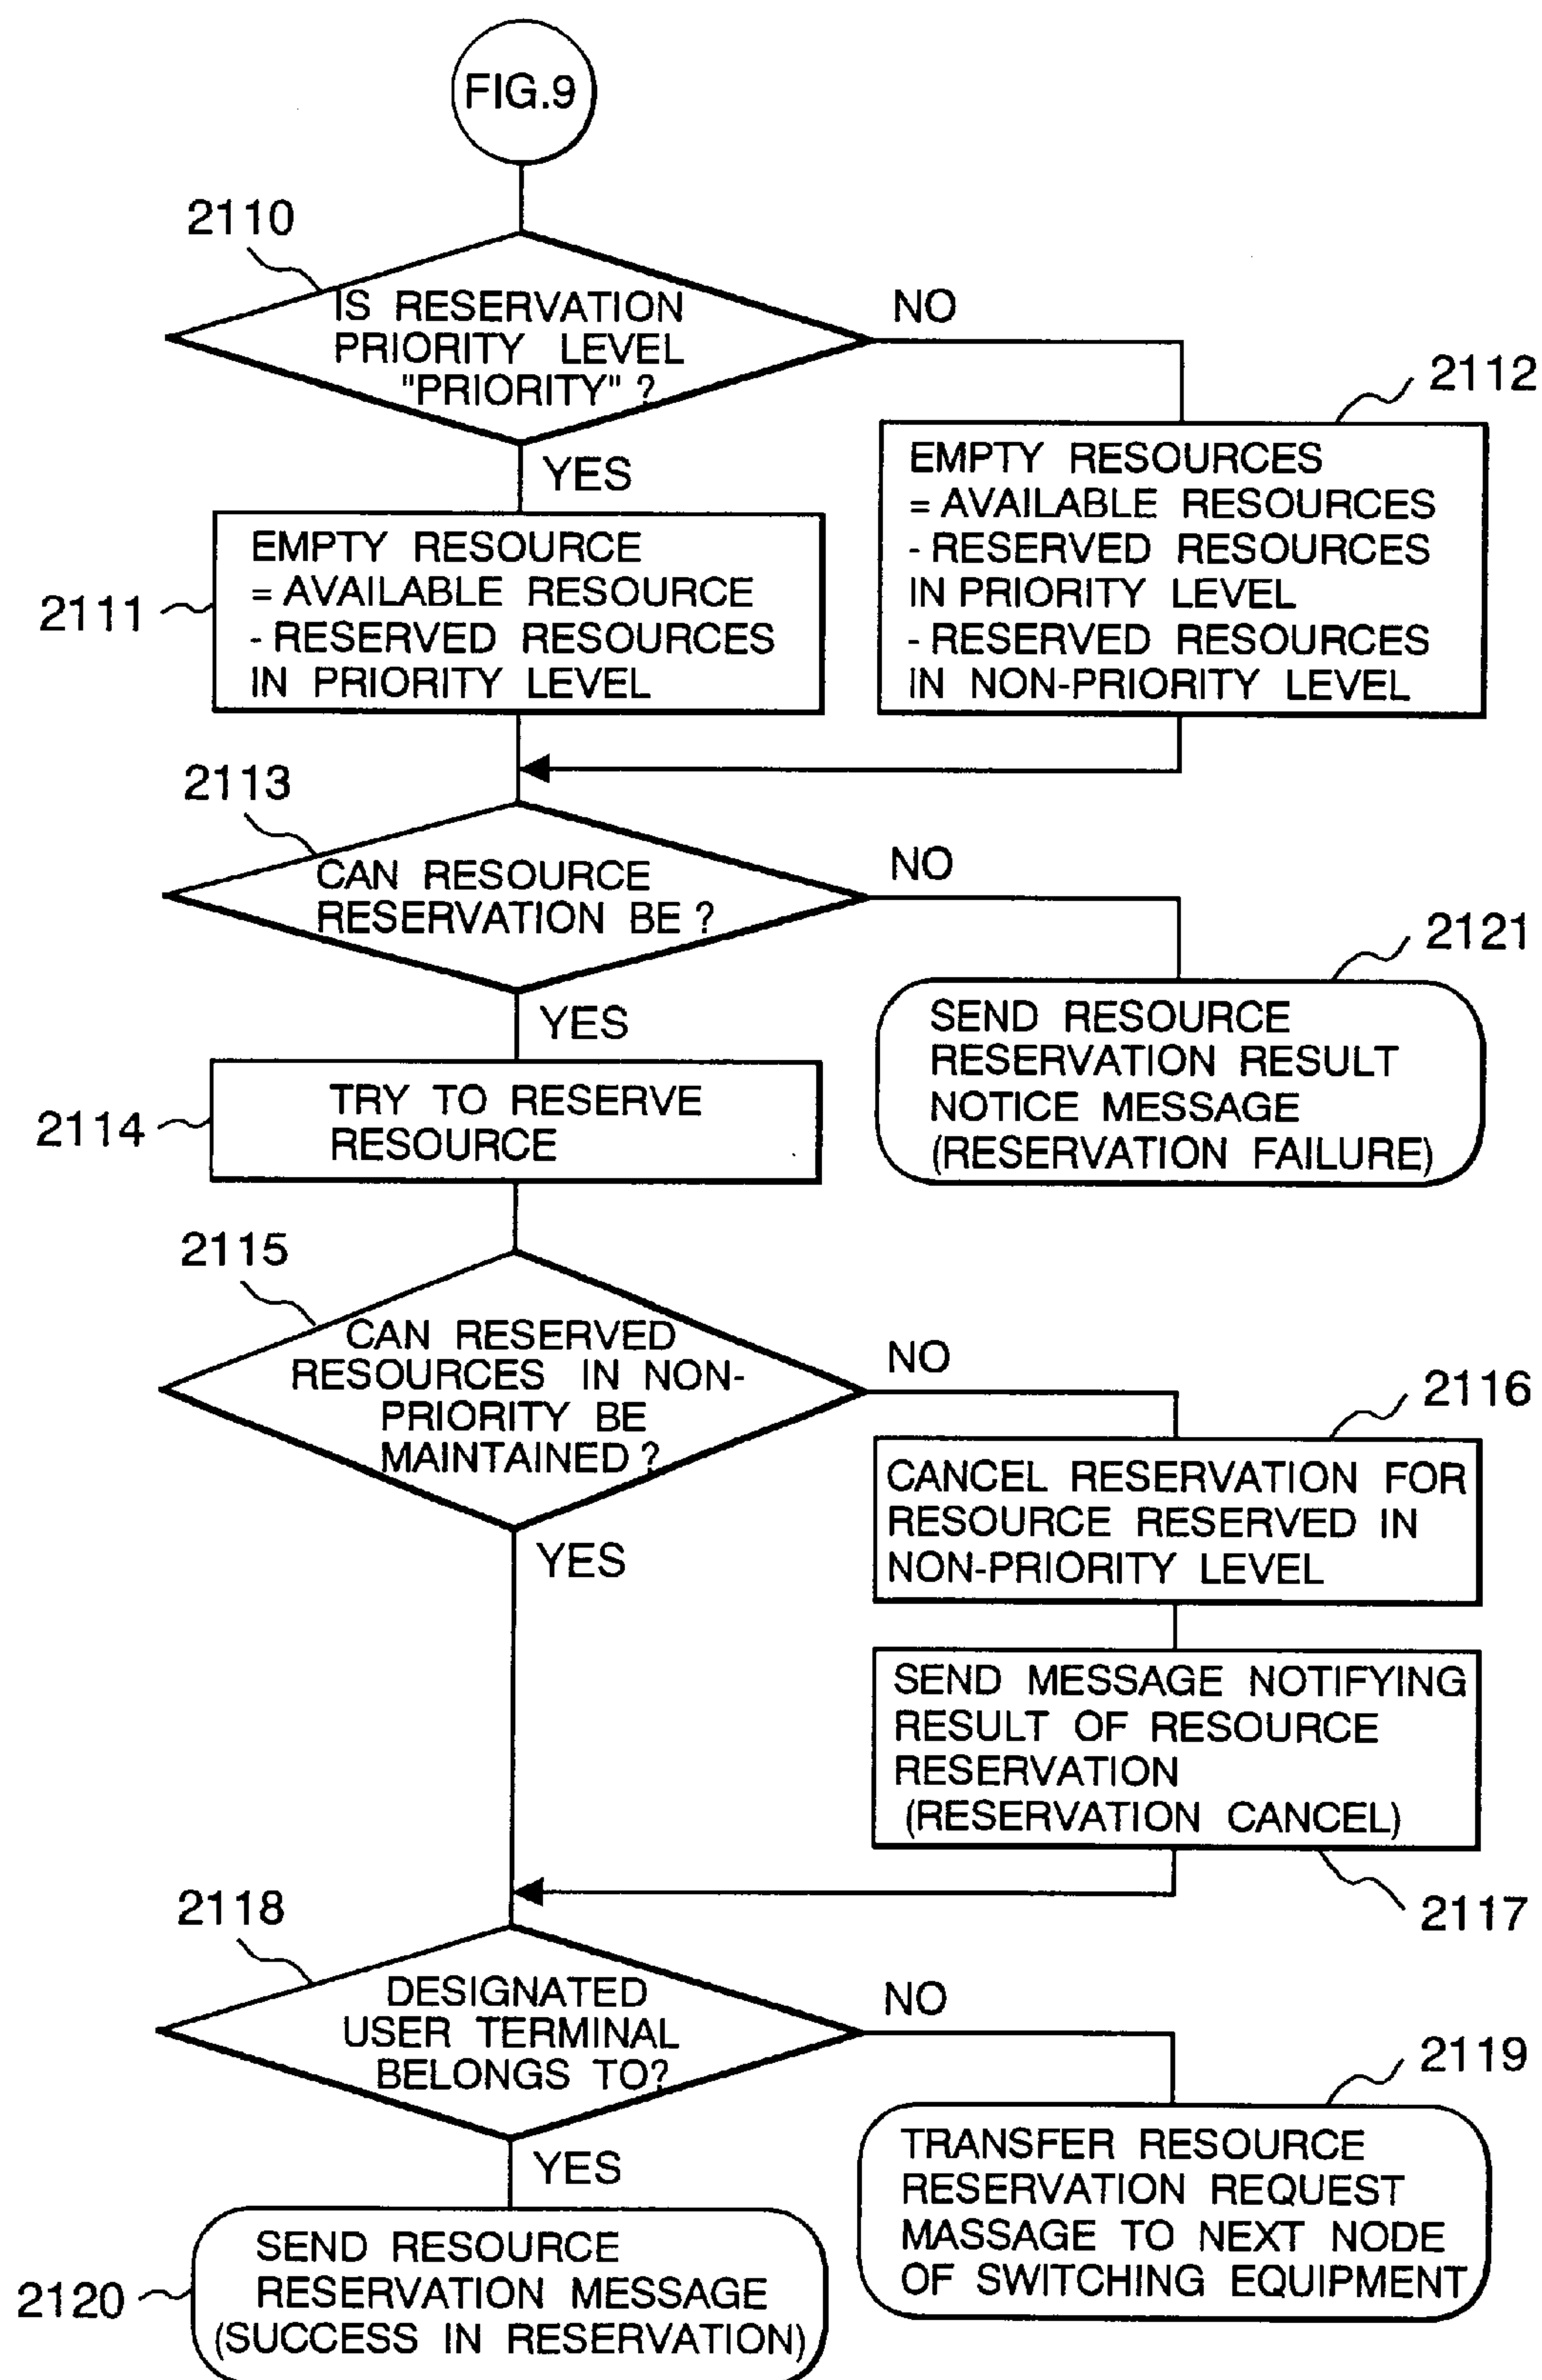 FIG.9
2110
IS RESERVATION
PRIORITY LEVEL
"PRIORITY" ?
NO
YES
2112
EMPTY RESOURCES
= AVAILABLE RESOURCES
- RESERVED RESOURCES
IN PRIORITY LEVEL
- RESERVED RESOURCES
IN NON-PRIORITY LEVEL
2111
EMPTY RESOURCE
= AVAILABLE RESOURCE
- RESERVED RESOURCES
IN PRIORITY LEVEL
2113
CAN RESOURCE
RESERVATION BE ?
NO
YES
2121
SEND RESOURCE
RESERVATION RESULT
NOTICE MESSAGE
(RESERVATION FAILURE)
2114
TRY TO RESERVE
RESOURCE
2115
CAN RESERVED
RESOURCES IN NON-
PRIORITY BE
MAINTAINED ?
NO
YES
2116
CANCEL RESERVATION FOR
RESOURCE RESERVED IN
NON-PRIORITY LEVEL
SEND MESSAGE NOTIFYING
RESULT OF RESOURCE
RESERVATION
(RESERVATION CANCEL)
2117
2118
DESIGNATED
USER TERMINAL
BELONGS TO?
NO
YES
2119
TRANSFER RESOURCE
RESERVATION REQUEST
MASSAGE TO NEXT NODE
OF SWITCHING EQUIPMENT
2120
SEND RESOURCE
RESERVATION MESSAGE
(SUCCESS IN RESERVATION)